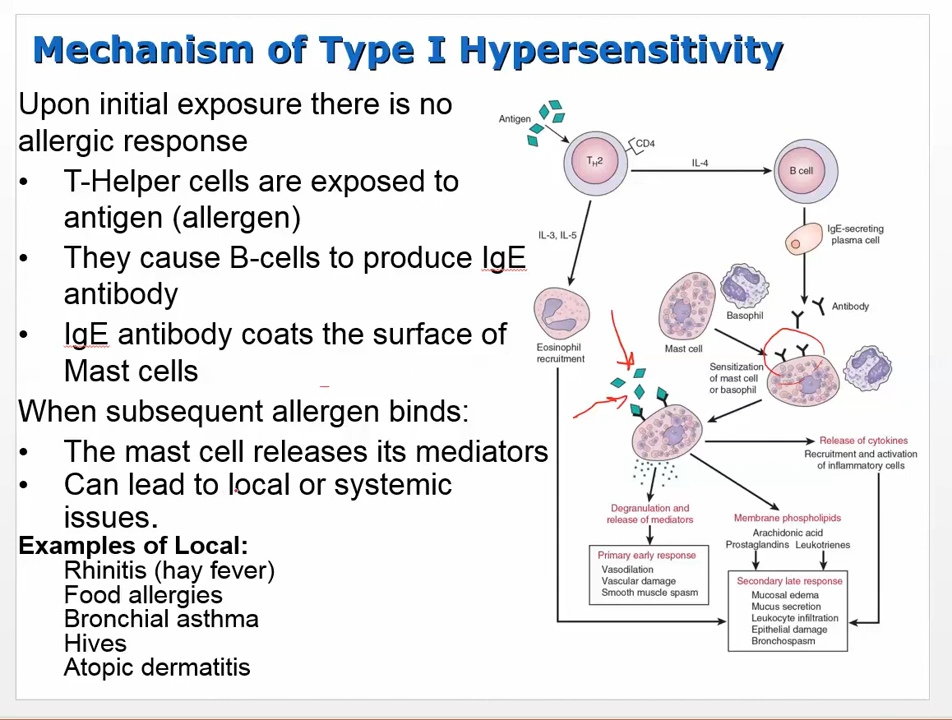 Mechanism of Type I Hypersensitivity
Upon initial exposure there is no
allergic response
• T-Helper cells are exposed to
antigen (allergen)
• They cause B-cells to produce IgE
antibody
• IgE antibody coats the surface of
Mast cells
When subsequent allergen binds:
• The mast cell releases its mediators
• Can lead to local or systemic
issues.
Examples of Local:
Rhinitis (hay fever)
Food allergies
Bronchial asthma
Hives
Atopic dermatitis
Antigen
TH2
CD4
IL-4
B cell
IL-3, IL-5
IgE-secreting
plasma cell
Eosinophil
recruitment
Mast cell
Basophil
Antibody
Sensitization
of mast cell
or basophil
Release of cytokines
Recruitment and activation
of inflammatory cells
Degranulation and
release of mediators
Membrane phospholipids
Arachidonic acid
Prostaglandins Leukotrienes
Primary early response
Vasodilation
Vascular damage
Smooth muscle spasm
Secondary late response
Mucosal edema
Mucus secretion
Leukocyte infiltration
Epithelial damage
Bronchospasm